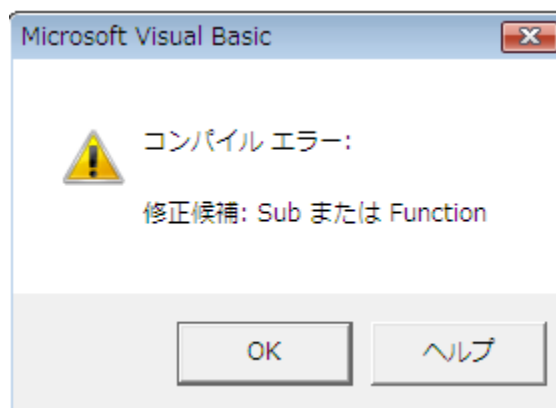 Microsoft Visual Basic
コンパイル エラー:
修正候補: Sub または Function
OK
ヘルプ